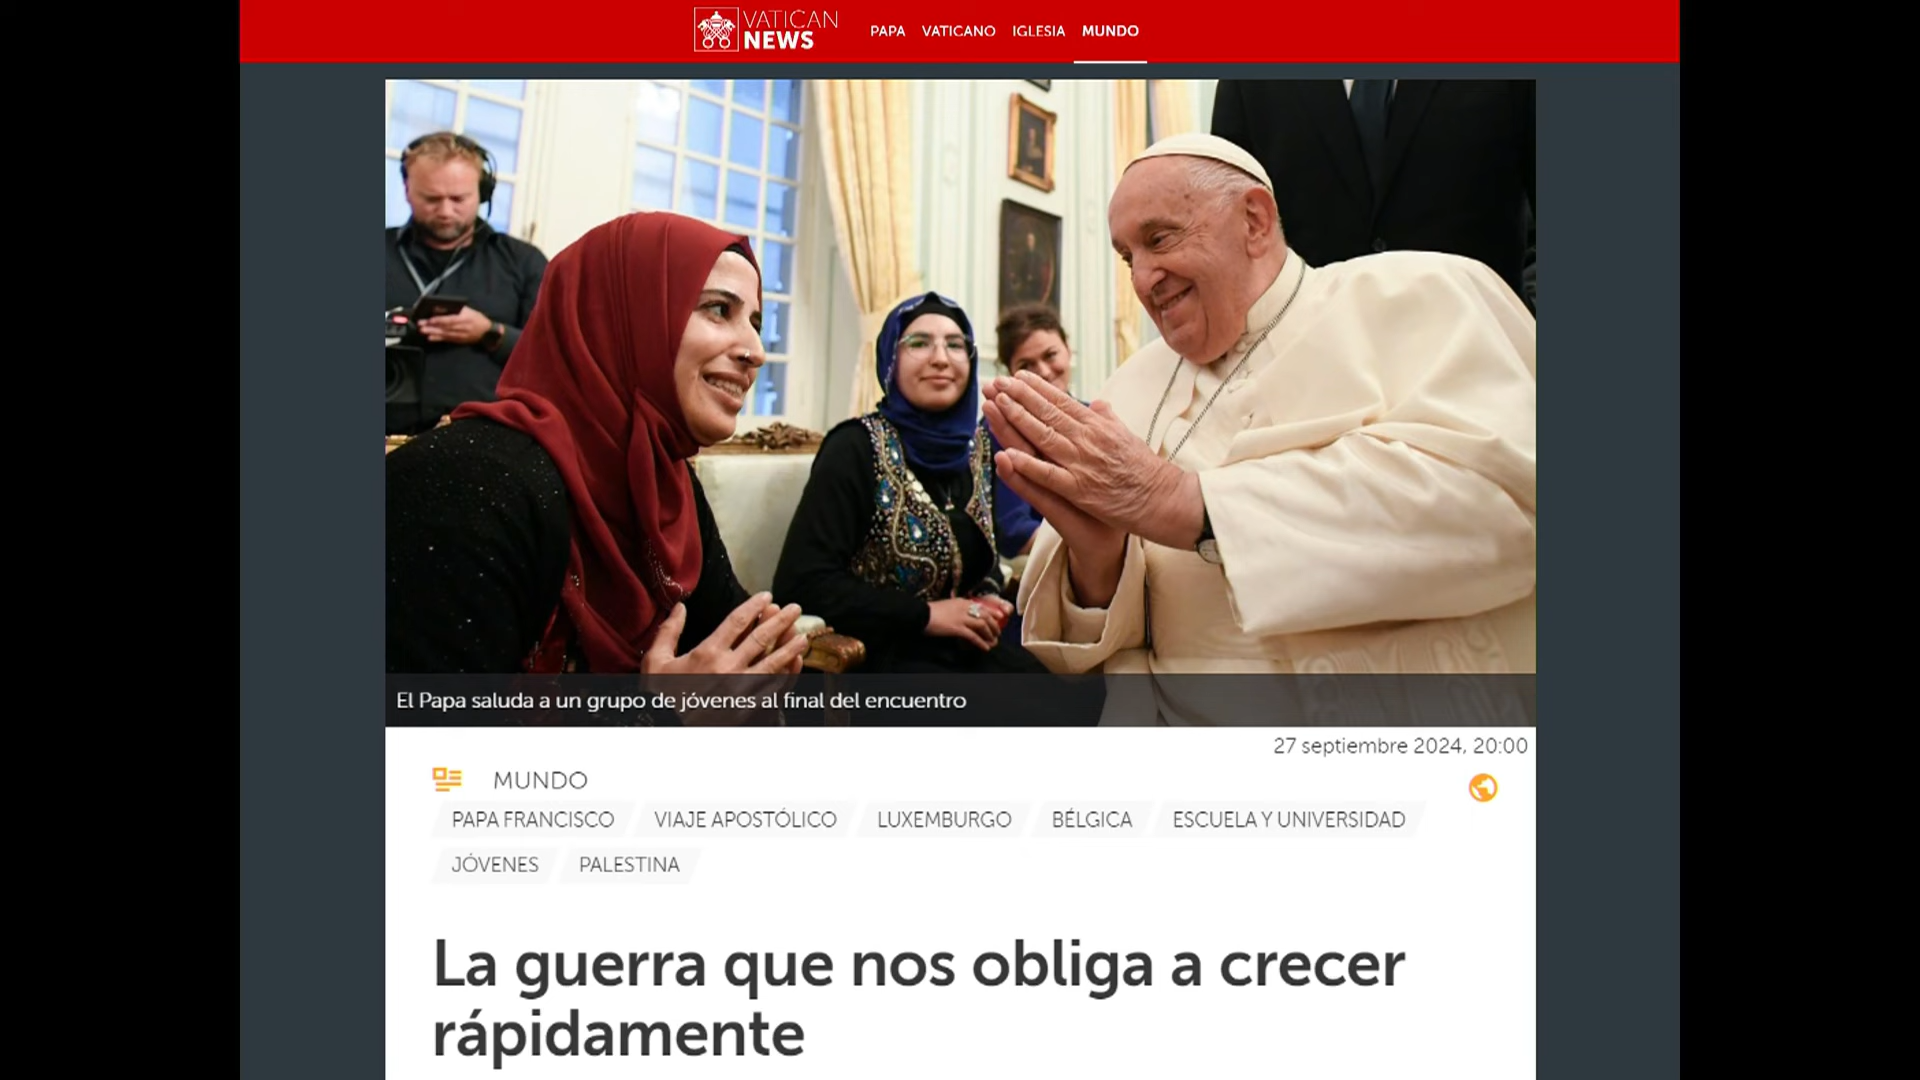 VATICAN
NEWS
PAPA VATICANO IGLESIA MUNDO
El Papa saluda a un grupo de jóvenes al final del encuentro
27 septiembre 2024, 20:00
MUNDO
PAPA FRANCISCO VIAJE APOSTÓLICO LUXEMBURGO BÉLGICA ESCUELA Y UNIVERSIDAD
JÓVENES PALESTINA
La guerra que nos obliga a crecer
rápidamente